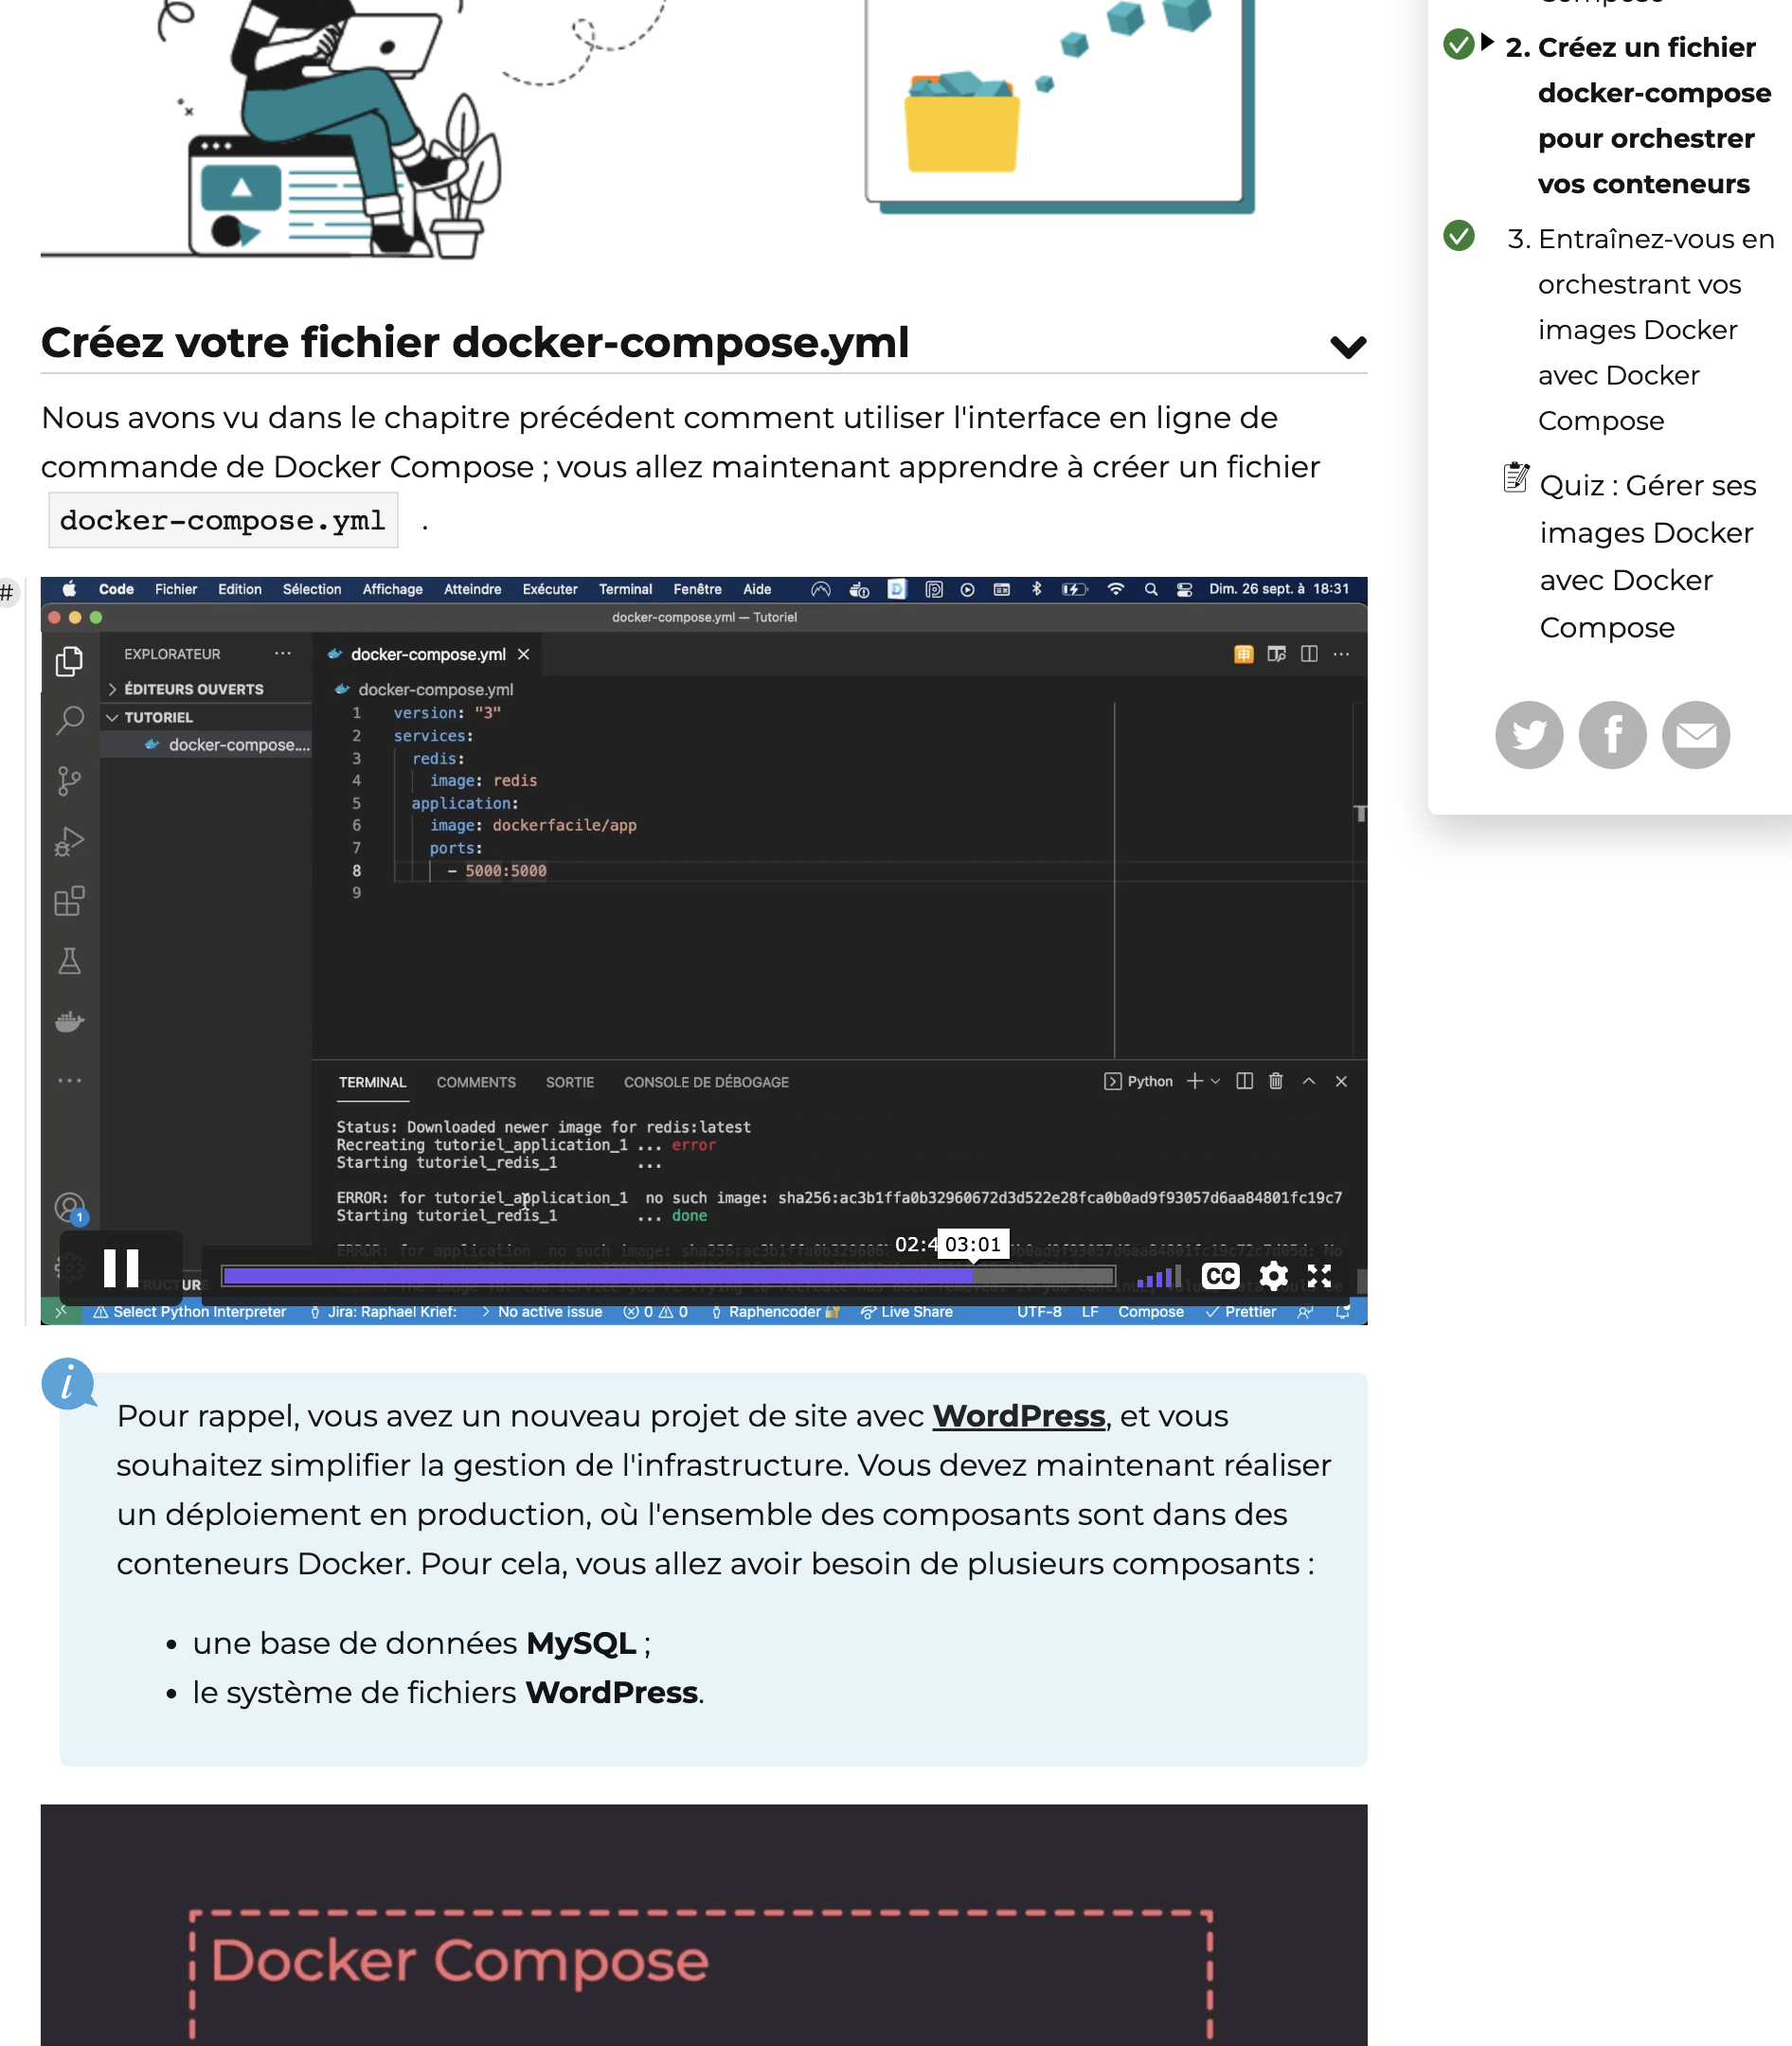 Créez votre fichier docker-compose.yml
Nous avons vu dans le chapitre précédent comment utiliser l'interface en ligne de
commande de Docker Compose ; vous allez maintenant apprendre à créer un fichier
docker-compose.yml .
#
Code Fichier Edition Sélection Affichage Atteindre Exécuter Terminal Fenêtre Aide Dim. 26 sept. à 18:31
docker-compose.yml — Tutoriel
EXPLORATEUR
ÉDITEURS OUVERTS
TUTORIEL
docker-compose....
docker-compose.yml
docker-compose.yml
1 version: "3"
2 services:
3 redis:
4 image: redis
5 application:
6 image: dockerfacile/app
7 ports:
8 - 5000:5000
9
TERMINAL COMMENTS SORTIE CONSOLE DE DÉBOGAGE Python
Status: Downloaded newer image for redis:latest
Recreating tutoriel_application_1 ... error
Starting tutoriel_redis_1 ...
ERROR: for tutoriel_application_1 no such image: sha256:ac3b1ffa0b32960672d3d522e28fca0b0ad9f93057d6aa84801fc19c7
Starting tutoriel_redis_1 ... done
ERROR: for application no such image:
1
02:4
03:01
CC
Select Python Interpreter Jira: Raphael Krief: No active issue 0 0 Raphencoder Live Share UTF-8 LF Compose Prettier
Pour rappel, vous avez un nouveau projet de site avec WordPress, et vous
souhaitez simplifier la gestion de l'infrastructure. Vous devez maintenant réaliser
un déploiement en production, où l'ensemble des composants sont dans des
conteneurs Docker. Pour cela, vous allez avoir besoin de plusieurs composants :
• une base de données MySQL ;
• le système de fichiers WordPress.
Docker Compose
2. Créez un fichier
docker-compose
pour orchestrer
vos conteneurs
3. Entraînez-vous en
orchestrant vos
images Docker
avec Docker
Compose
Quiz : Gérer ses
images Docker
avec Docker
Compose